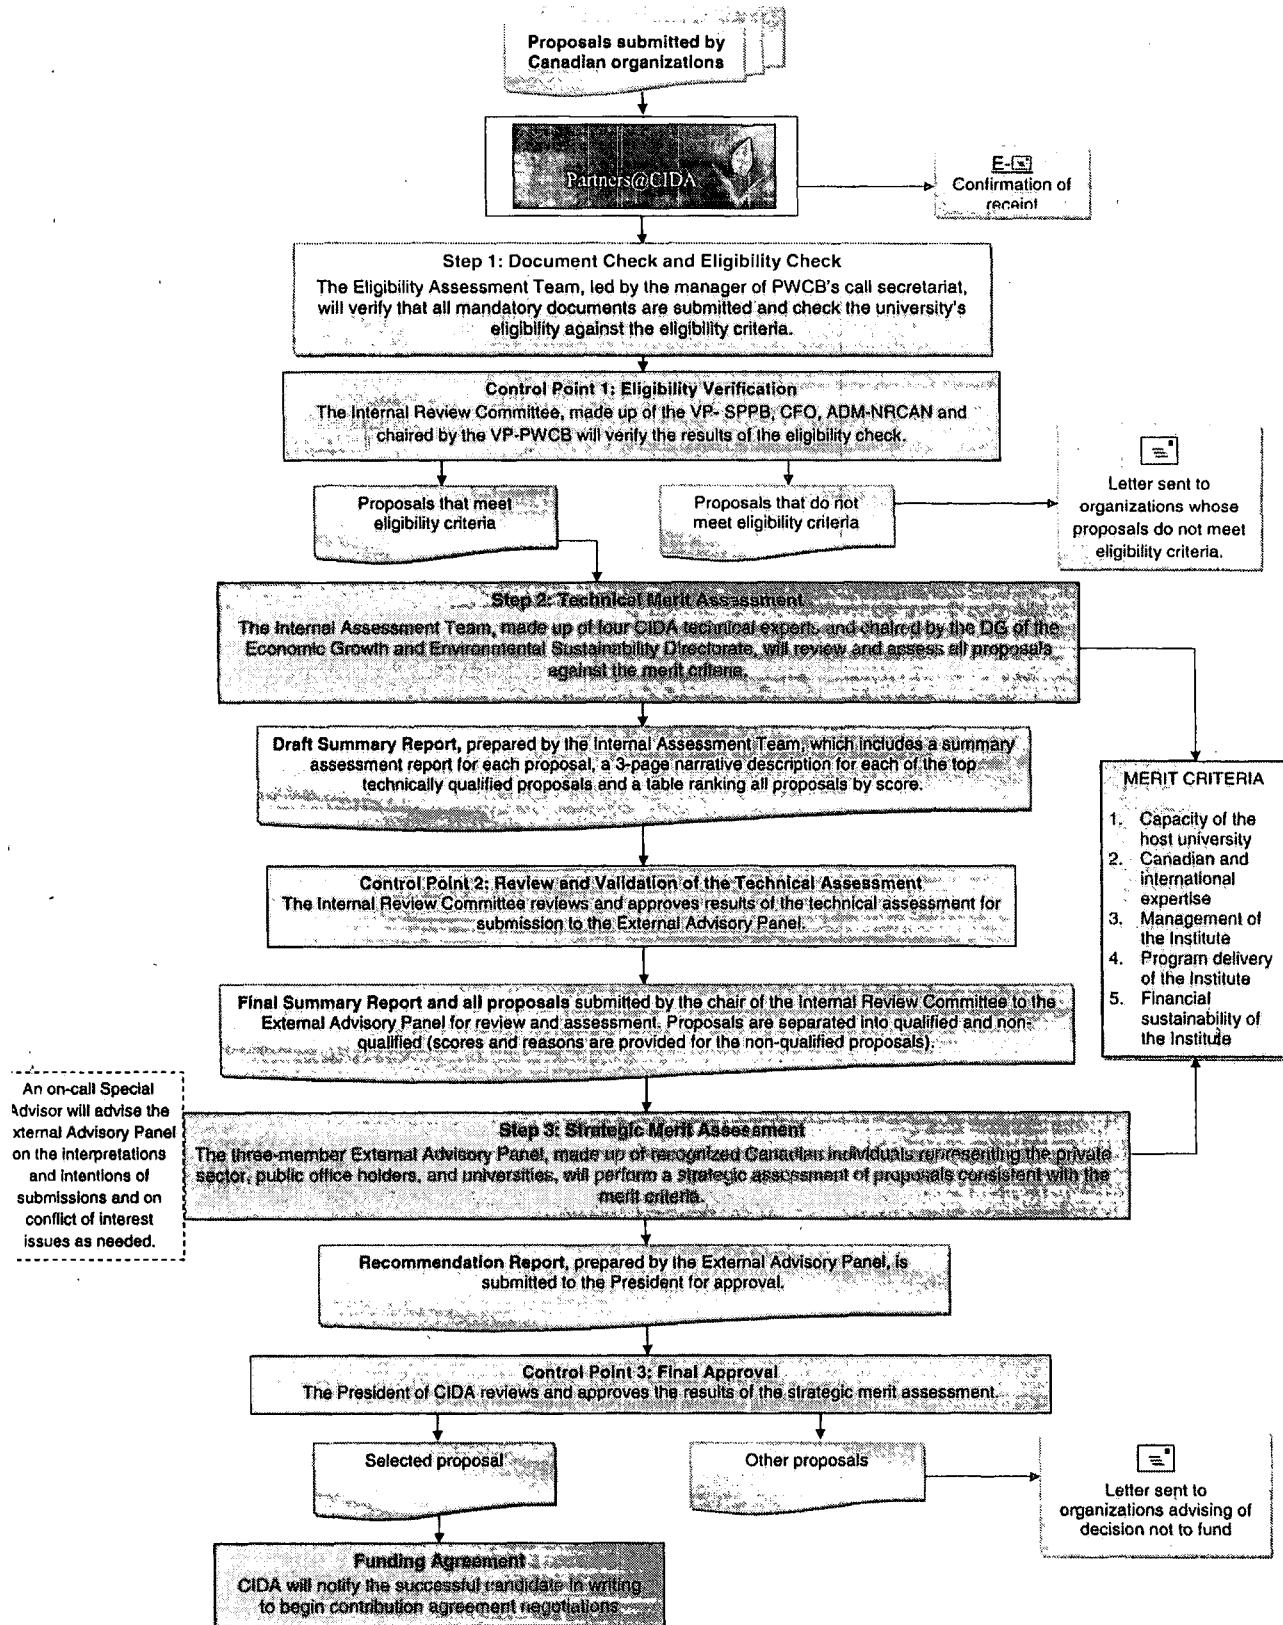 Proposals submitted by
Canadian organizations
Partners@CIDA
E-
Confirmation of
receipt
Step 1: Document Check and Eligibility Check
The Eligibility Assessment Team, led by the manager of PWCB's call secretariat,
will verify that all mandatory documents are submitted and check the university's
eligibility against the eligibility criteria.
Control Point 1: Eligibility Verification
The Internal Review Committee, made up of the VP- SPPB, CFO, ADM-NRCAN and
chaired by the VP-PWCB will verify the results of the eligibility check.
Proposals that meet
eligibility criteria
Proposals that do not
meet eligibility criteria
Letter sent to
organizations whose
proposals do not meet
eligibility criteria.
Step 2: Technical Merit Assessment
The Internal Assessment Team, made up of four CIDA technical experts and chaired by the DG of the
Economic Growth and Environmental Sustainability Directorate, will review and assess all proposals
against the merit criteria.
Draft Summary Report, prepared by the Internal Assessment Team, which includes a summary
assessment report for each proposal, a 3-page narrative description for each of the top
technically qualified proposals and a table ranking all proposals by score.
MERIT CRITERIA
1. Capacity of the
host university
2. Canadian and
international
expertise
3. Management of
the Institute
4. Program delivery
of the Institute
5. Financial
sustainability of
the Institute
Control Point 2: Review and Validation of the Technical Assessment
The Internal Review Committee reviews and approves results of the technical assessment for
submission to the External Advisory Panel.
Final Summary Report and all proposals submitted by the chair of the Internal Review Committee to the
External Advisory Panel for review and assessment. Proposals are separated into qualified and non-
qualified (scores and reasons are provided for the non-qualified proposals).
An on-call Special
Advisor will advise the
xternal Advisory Panel
on the interpretations
and intentions of
submissions and on
conflict of interest
issues as needed.
Step 3: Strategic Merit Assessment
The three-member External Advisory Panel, made up of recognized Canadian individuals representing the private
sector, public office holders, and universities, will perform a strategic assessment of proposals consistent with the
merit criteria.
Recommendation Report, prepared by the External Advisory Panel, is
submitted to the President for approval.
Control Point 3: Final Approval
The President of CIDA reviews and approves the results of the strategic merit assessment.
Selected proposal
Other proposals
Letter sent to
organizations advising of
decision not to fund
Funding Agreement
CIDA will notify the successful candidate in writing
to begin contribution agreement negotiations